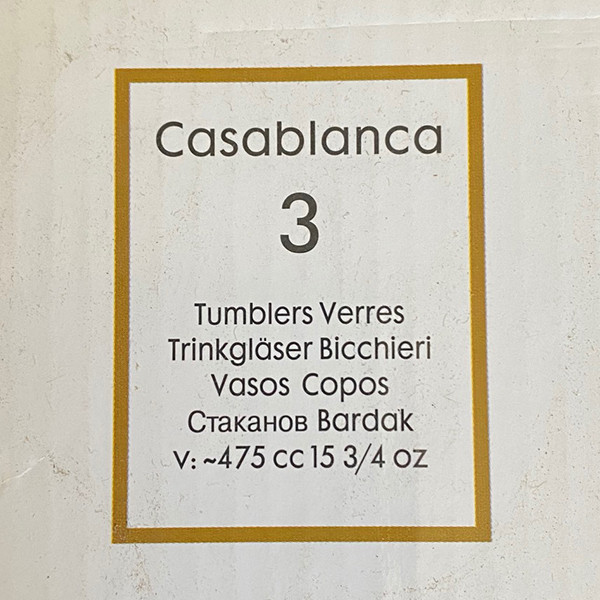 Casablanca
3
Tumblers Verres
Trinkgläser Bicchieri
Vasos Copos
Стаканов Bardak
V: ~475 cc 15 3/4 oz